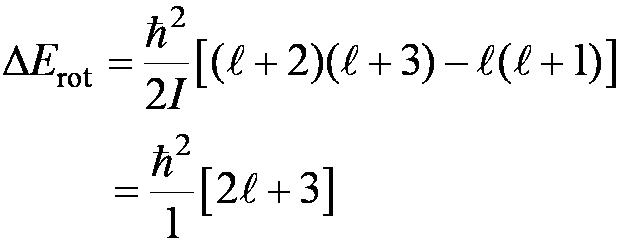 ΔE_rot = ℏ²/2I [(ℓ + 2)(ℓ + 3) − ℓ(ℓ + 1)]
= ℏ²/1 [2ℓ + 3]